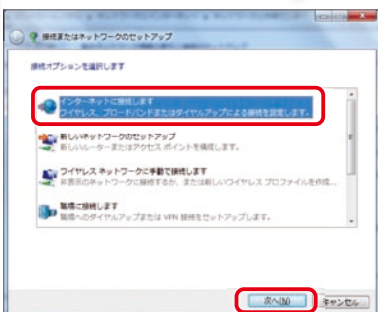 接続またはネットワークのセットアップ
接続オプションを選択します
インターネットに接続します
ワイヤレス、ブロードバンドまたはダイヤルアップによる接続を設定します。
新しいネットワークのセットアップ
新しいルーターまたはアクセス ポイントを構成します。
ワイヤレス ネットワークに手動で接続します
非表示のネットワークに接続するか、または新しいワイヤレス プロファイルを作成...
職場に接続します
職場へのダイヤルアップまたは VPN 接続をセットアップします。
次へ(N)
キャンセル